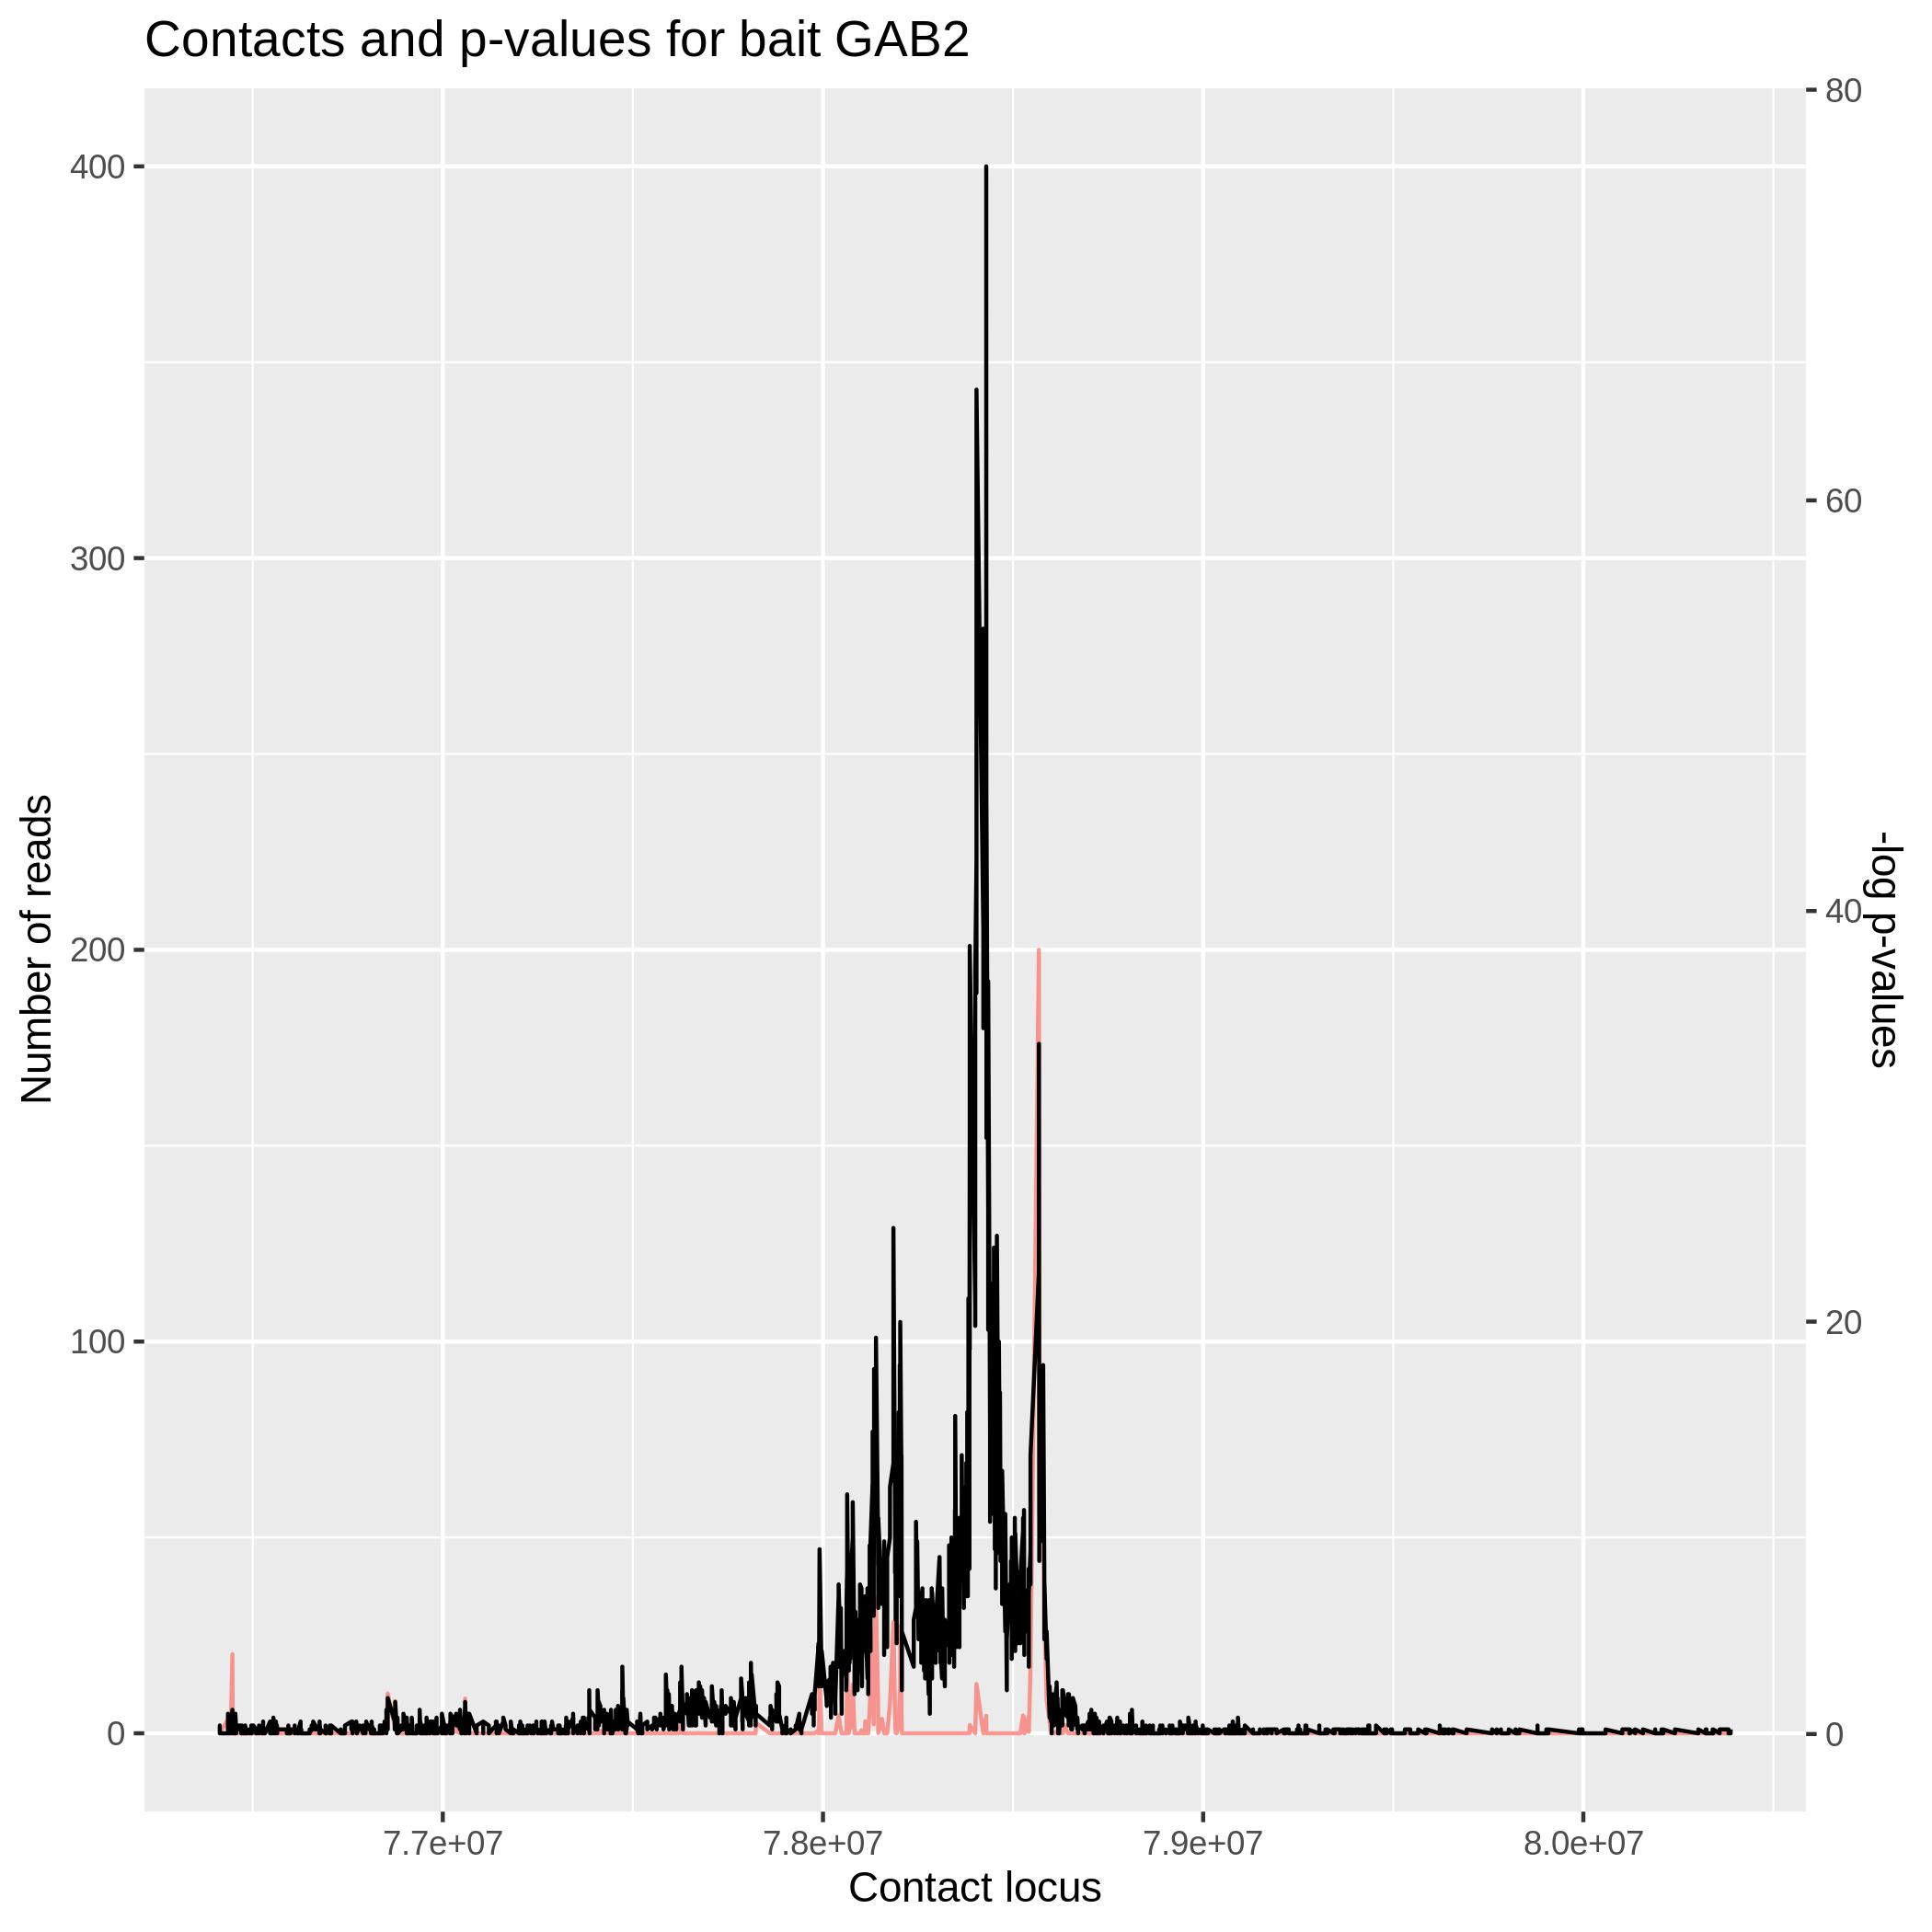 Contacts and p-values for bait GAB2
400
300
200
100
0
Number of reads
80
60
40
20
0
-log p-values
7.7e+07
7.8e+07
7.9e+07
8.0e+07
Contact locus